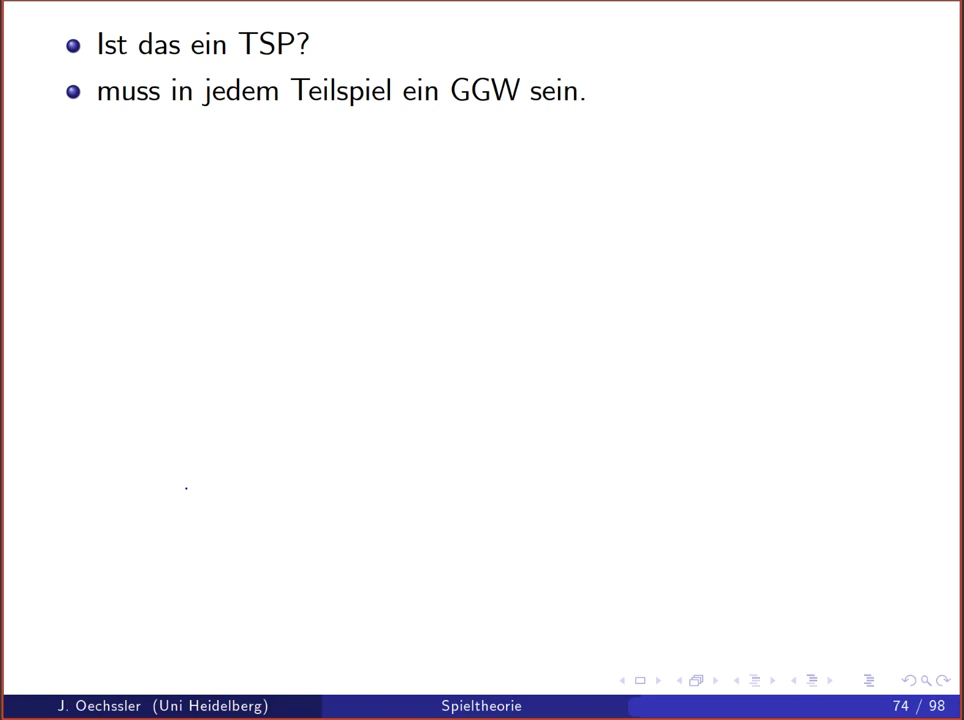 Ist das ein TSP?
muss in jedem Teilspiel ein GGW sein.
J. Oechssler (Uni Heidelberg) Spieltheorie 74 / 98